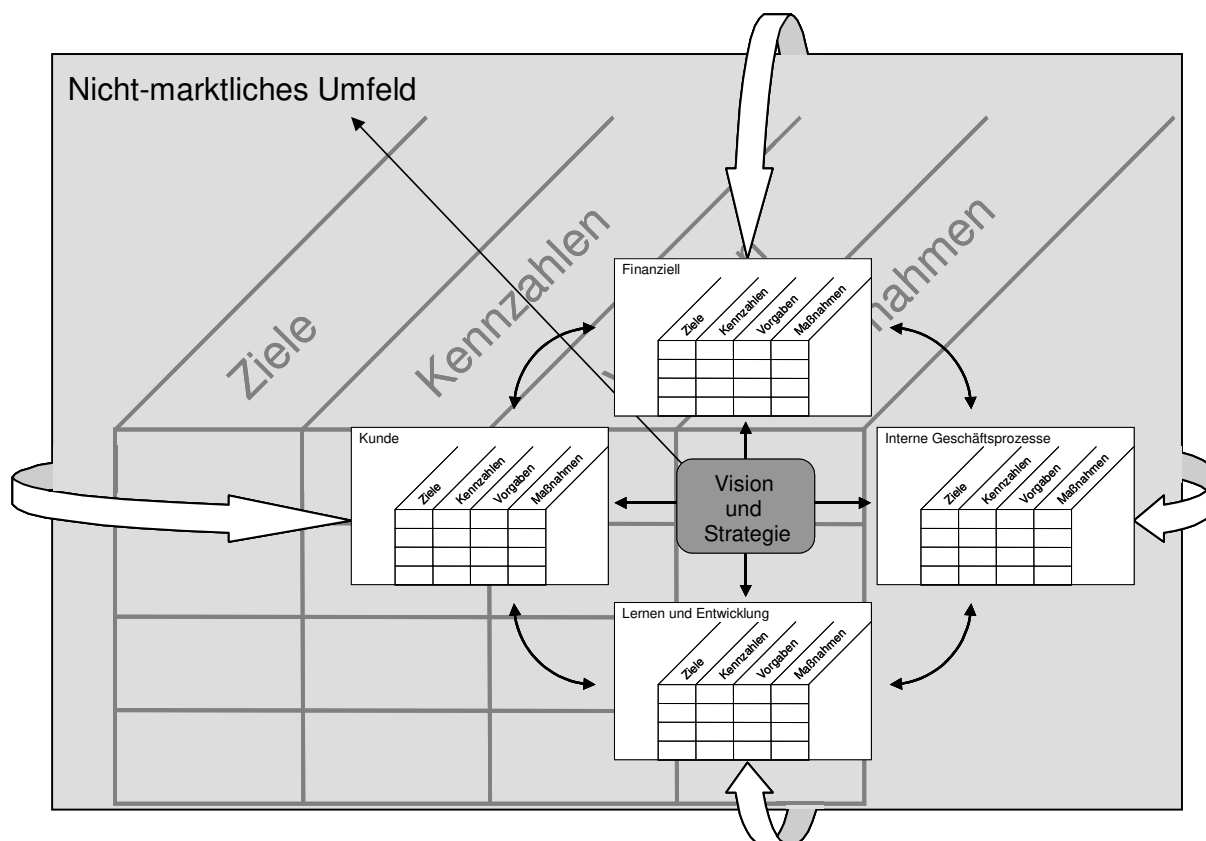 Nicht-marktliches Umfeld
Ziele
Kennzahlen
nahmen
Finanziell
Ziele
Kennzahlen
Vorgaben
Maßnahmen
Kunde
Ziele
Kennzahlen
Vorgaben
Maßnahmen
Vision
und
Strategie
Interne Geschäftsprozesse
Ziele
Kennzahlen
Vorgaben
Maßnahmen
Lernen und Entwicklung
Ziele
Kennzahlen
Vorgaben
Maßnahmen